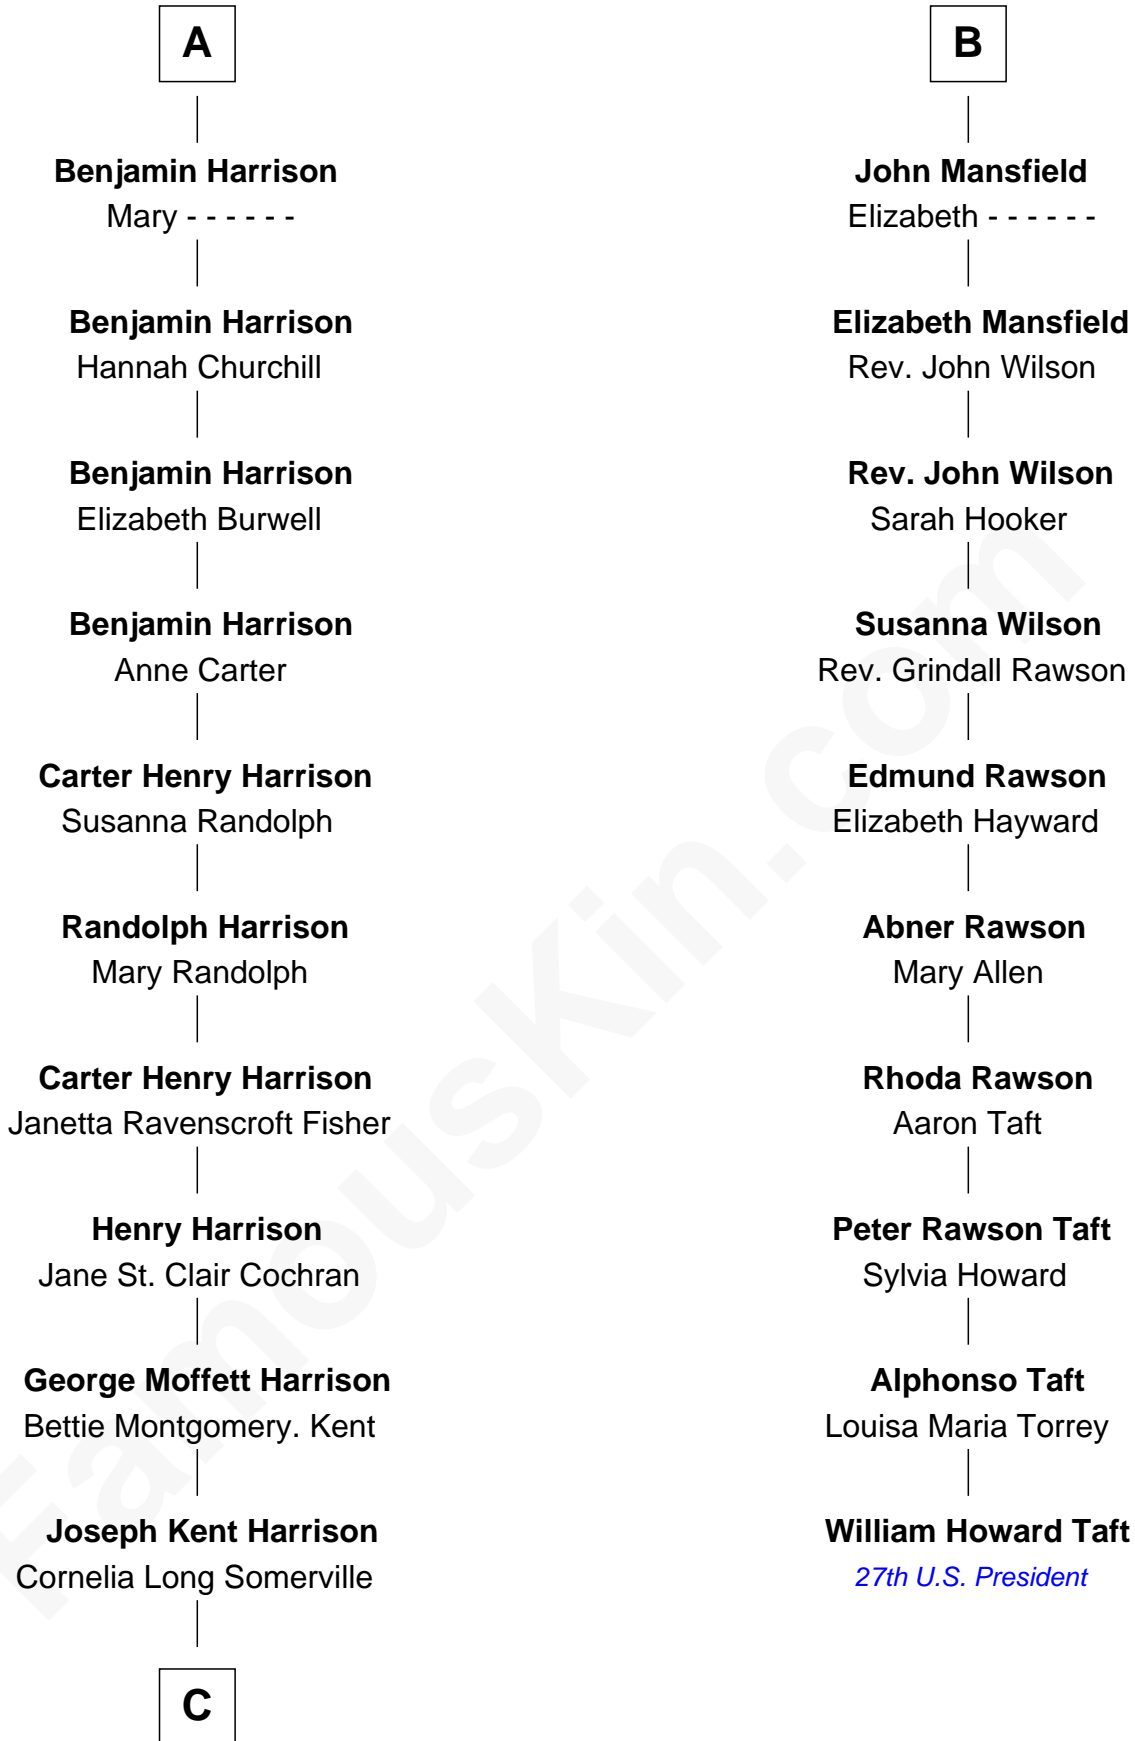 A
Benjamin Harrison
Mary - - - - - -
Benjamin Harrison
Hannah Churchill
Benjamin Harrison
Elizabeth Burwell
Benjamin Harrison
Anne Carter
Carter Henry Harrison
Susanna Randolph
Randolph Harrison
Mary Randolph
Carter Henry Harrison
Janetta Ravenscroft Fisher
Henry Harrison
Jane St. Clair Cochran
George Moffett Harrison
Bettie Montgomery. Kent
Joseph Kent Harrison
Cornelia Long Somerville
C
B
John Mansfield
Elizabeth - - - - - -
Elizabeth Mansfield
Rev. John Wilson
Rev. John Wilson
Sarah Hooker
Susanna Wilson
Rev. Grindall Rawson
Edmund Rawson
Elizabeth Hayward
Abner Rawson
Mary Allen
Rhoda Rawson
Aaron Taft
Peter Rawson Taft
Sylvia Howard
Alphonso Taft
Louisa Maria Torrey
William Howard Taft
27th U.S. President
FamousKin.com